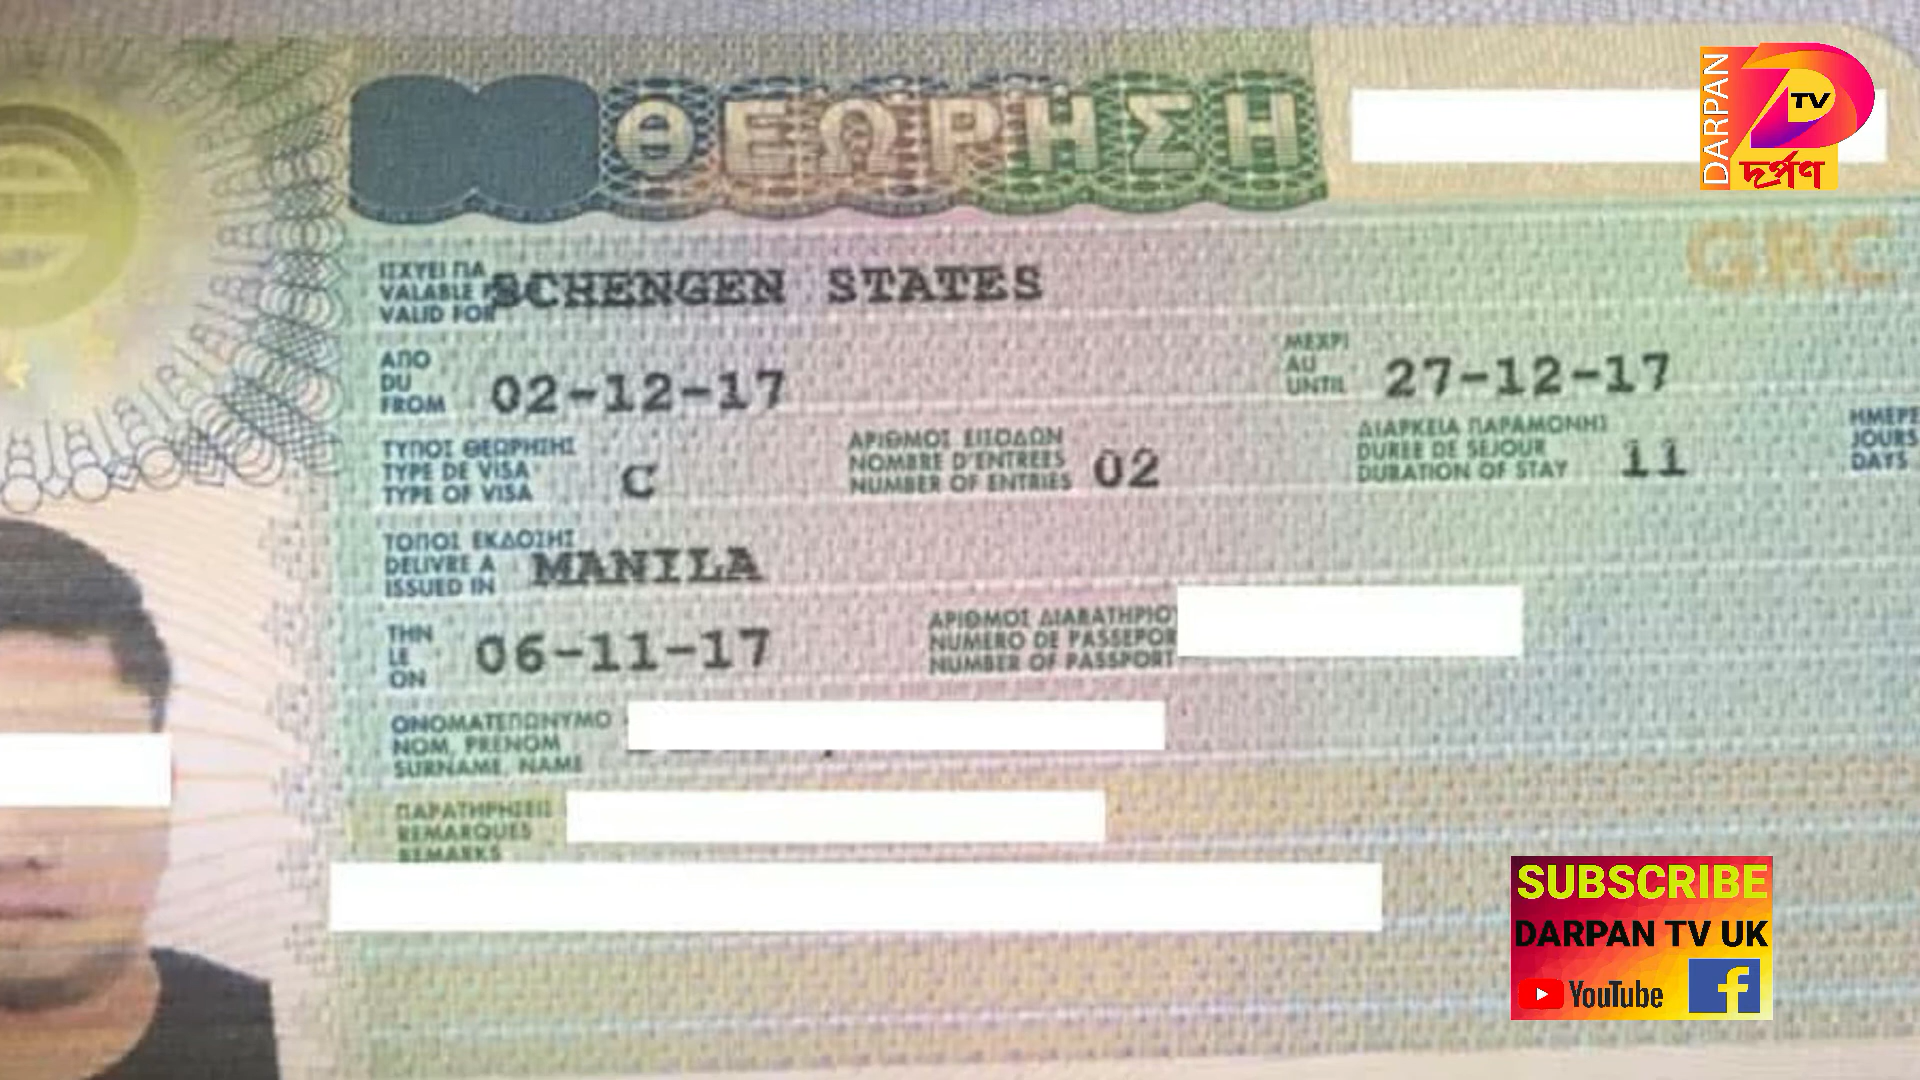 ΘΕΩΡΗΣΗ
DARPAN
TV
দর্পণ
GRC
ΙΣΧΥΕΙ ΓΙΑ
VALABLE
VALID FOR
SCHENGEN STATES
ΑΠΟ
DU
FROM
02-12-17
ΜΕΧΡΙ
AU
UNTIL
27-12-17
ΤΥΠΟΣ ΘΕΩΡΗΣΗΣ
TYPE DE VISA
TYPE OF VISA
C
ΑΡΙΘΜΟΣ ΕΙΣΟΔΩΝ
NOMBRE D'ENTREES
NUMBER OF ENTRIES
02
ΔΙΑΡΚΕΙΑ ΠΑΡΑΜΟΝΗΣ
DUREE DE SEJOUR
DURATION OF STAY
11
ΗΜΕΡΕ
JOURS
DAYS
ΤΟΠΟΣ ΕΚΔΟΣΗΣ
DELIVRE A
ISSUED IN
MANILA
ΤΗΝ
LE
ON
06-11-17
ΑΡΙΘΜΟΣ ΔΙΑΒΑΤΗΡΙΟΥ
NUMERO DE PASSEPOR
NUMBER OF PASSPORT
ΟΝΟΜΑΤΕΠΩΝΥΜΟ
NOM, PRENOM
SURNAME, NAME
ΠΑΡΑΤΗΡΗΣΕΙΣ
REMARQUES
REMARKS
SUBSCRIBE
DARPAN TV UK
YouTube
f